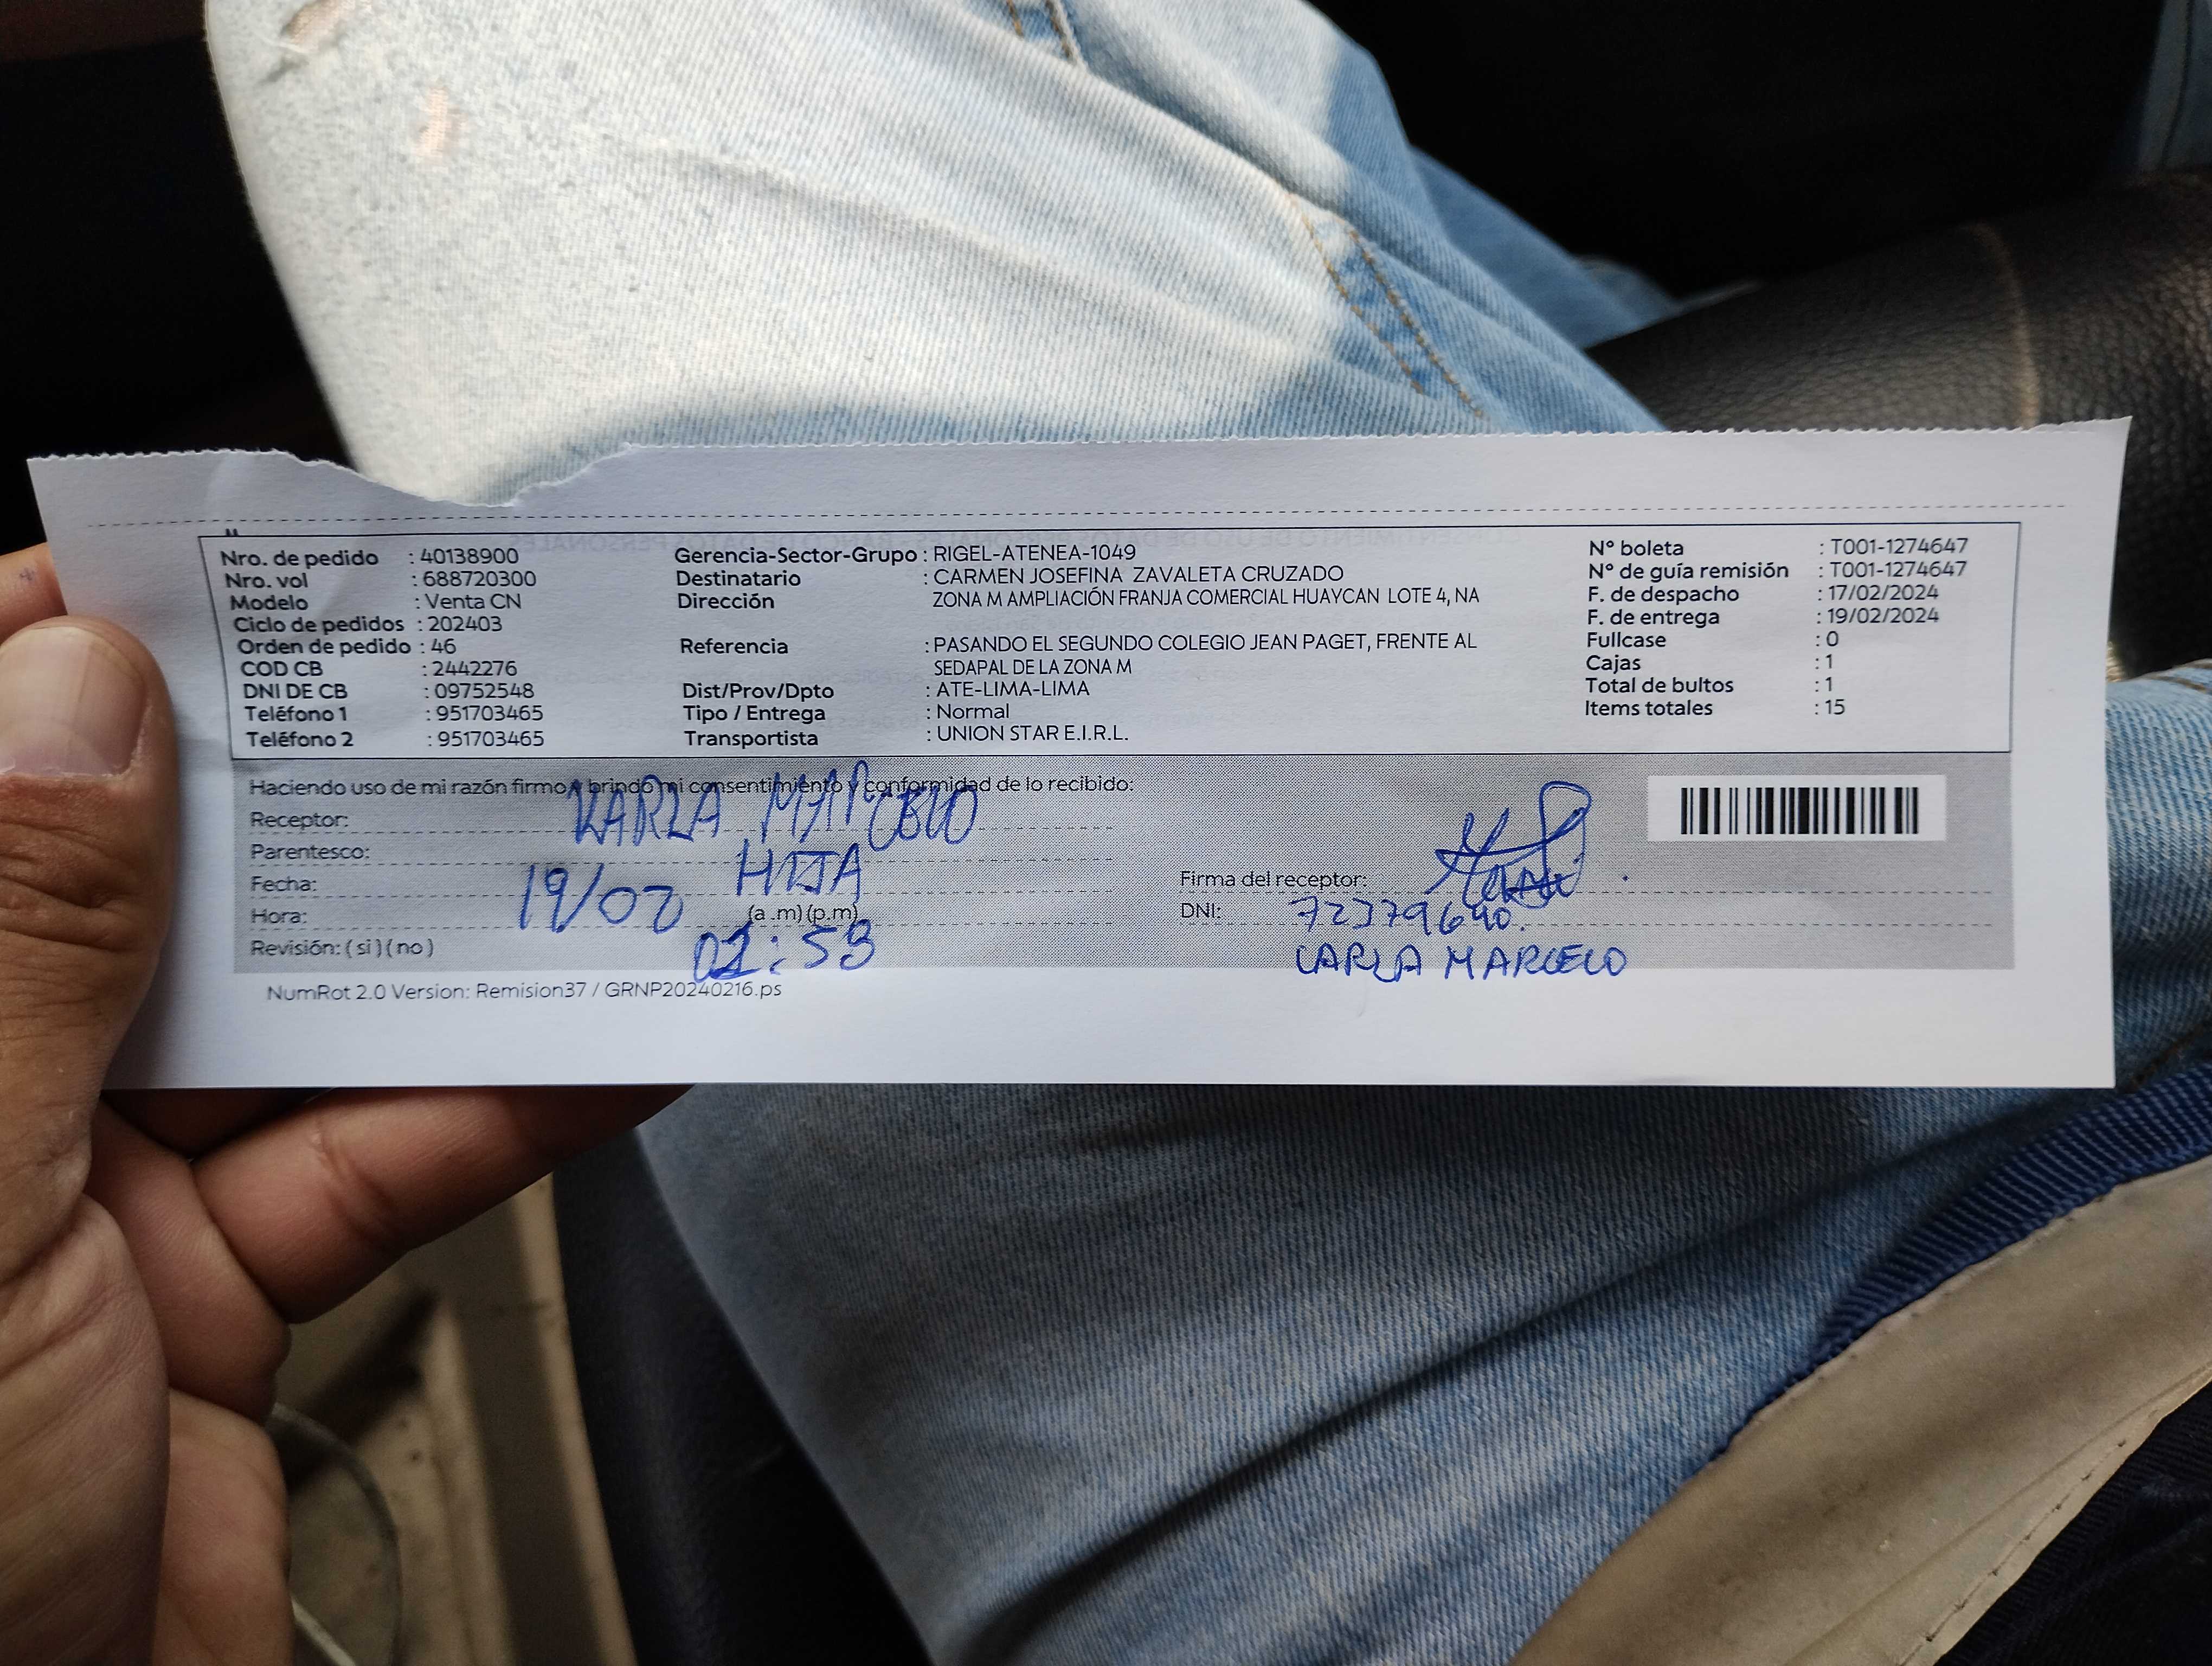 Nro. de pedido : 40138900
Nro. vol : 688720300
Modelo : Venta CN
Ciclo de pedidos : 202403
Orden de pedido : 46
COD CB : 2442276
DNI DE CB : 09752548
Teléfono 1 : 951703465
Teléfono 2 : 951703465
Gerencia-Sector-Grupo : RIGEL-ATENEA-1049
Destinatario : CARMEN JOSEFINA ZAVALETA CRUZADO
Dirección ZONA M AMPLIACIÓN FRANJA COMERCIAL HUAYCAN LOTE 4, NA
Referencia : PASANDO EL SEGUNDO COLEGIO JEAN PAGET, FRENTE AL
SEDAPAL DE LA ZONA M
Dist/Prov/Dpto : ATE-LIMA-LIMA
Tipo / Entrega : Normal
Transportista : UNION STAR E.I.R.L.
N° boleta : T001-1274647
N° de guía remisión : T001-1274647
F. de despacho : 17/02/2024
F. de entrega : 19/02/2024
Fullcase : 0
Cajas : 1
Total de bultos : 1
Items totales : 15
Haciendo uso de mi razón firmo y brindo mi consentimiento y conformidad de lo recibido:
Receptor: KARLA MARCELO
Parentesco: HIJA
Fecha: 19/02
Hora: (a .m) (p.m)
:53
Revisión: ( si ) ( no )
Firma del receptor:
DNI: 72379640.
CARLA MARCELO
NumRot 2.0 Version: Remision37 / GRNP20240216.ps